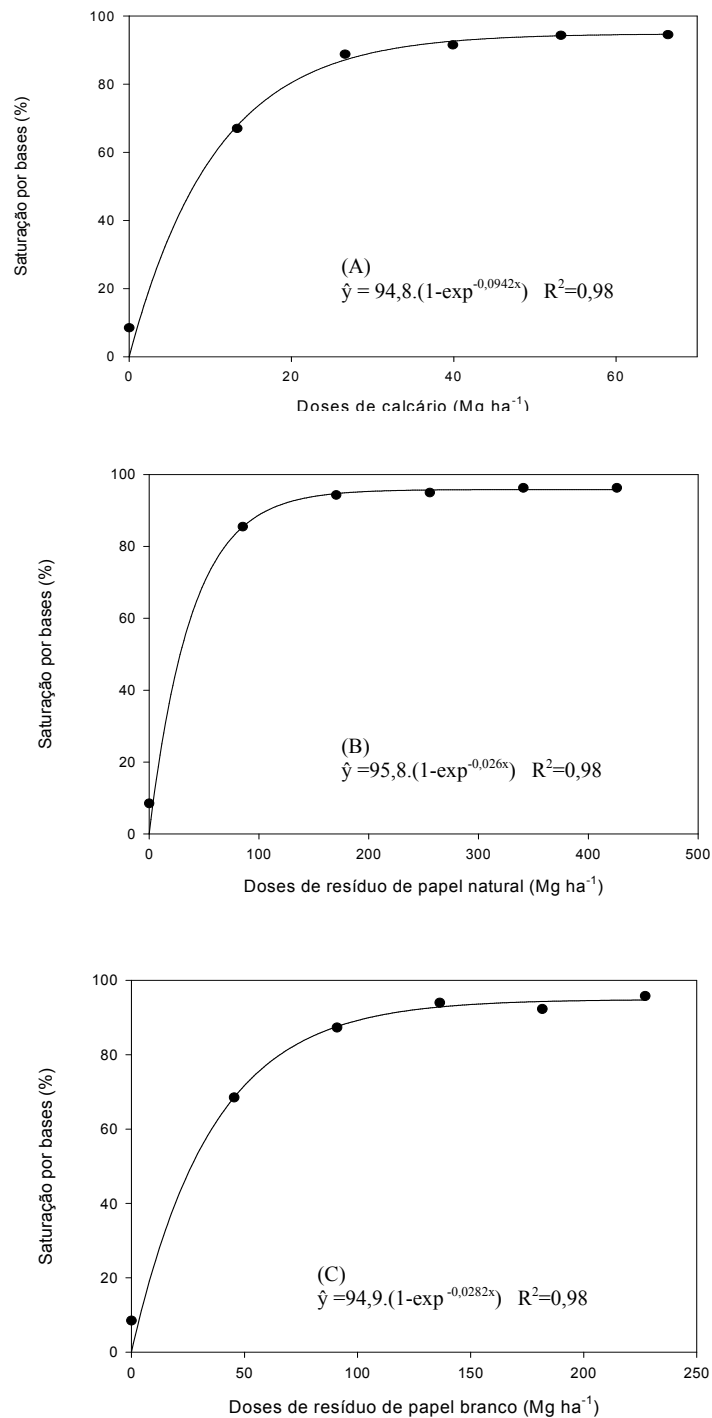 Saturação por bases (%)
100
80
60
40
20
0
(A)
ŷ = 94,8.(1-exp⁻⁰,⁰⁹⁴²ˣ) R²=0,98
0 20 40 60
Doses de calcário (Mg ha⁻¹)
Saturação por bases (%)
100
80
60
40
20
0
(B)
ŷ =95,8.(1-exp⁻⁰,⁰²⁶ˣ) R²=0,98
0 100 200 300 400 500
Doses de resíduo de papel natural (Mg ha⁻¹)
Saturação por bases (%)
100
80
60
40
20
0
(C)
ŷ =94,9.(1-exp ⁻⁰,⁰²⁸²ˣ) R²=0,98
0 50 100 150 200 250
Doses de resíduo de papel branco (Mg ha⁻¹)